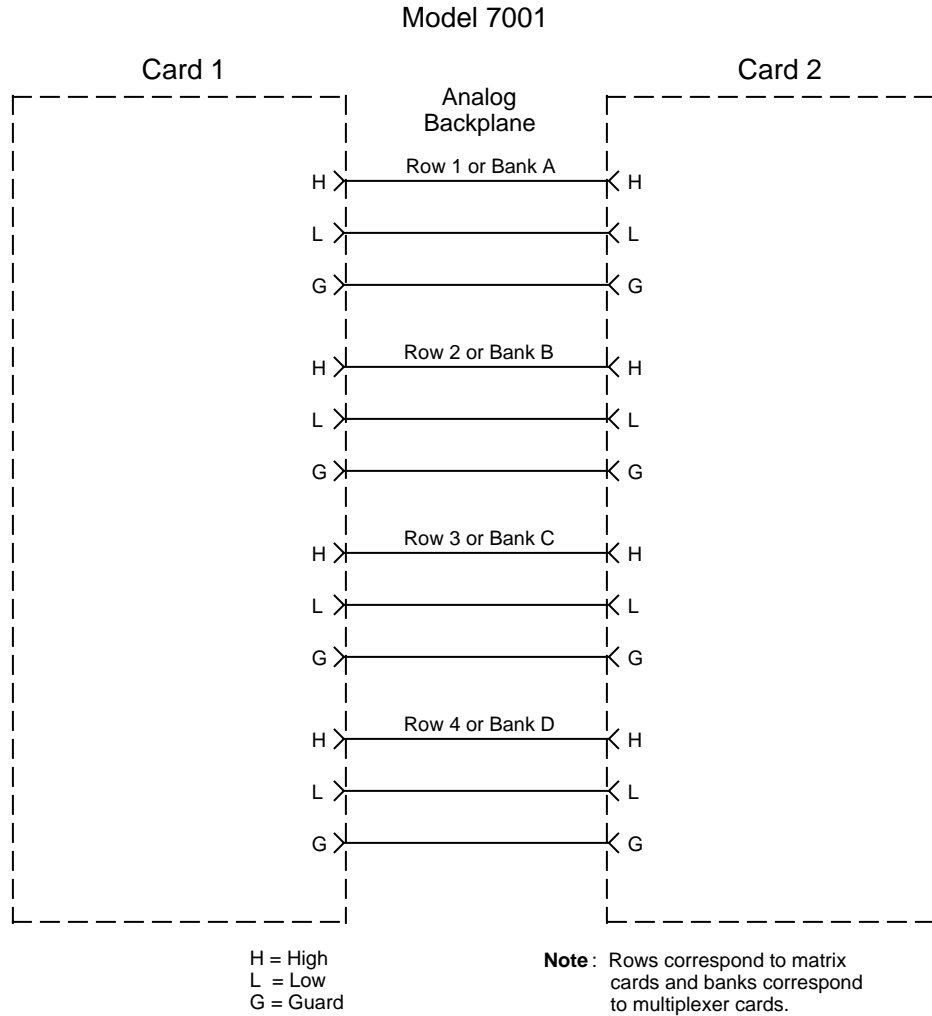 Model 7001
Card 1
Card 2
Analog
Backplane
Row 1 or Bank A
H H
L L
G G
Row 2 or Bank B
H H
L L
G G
Row 3 or Bank C
H H
L L
G G
Row 4 or Bank D
H H
L L
G G
H = High
L = Low
G = Guard
Note : Rows correspond to matrix
cards and banks correspond
to multiplexer cards.